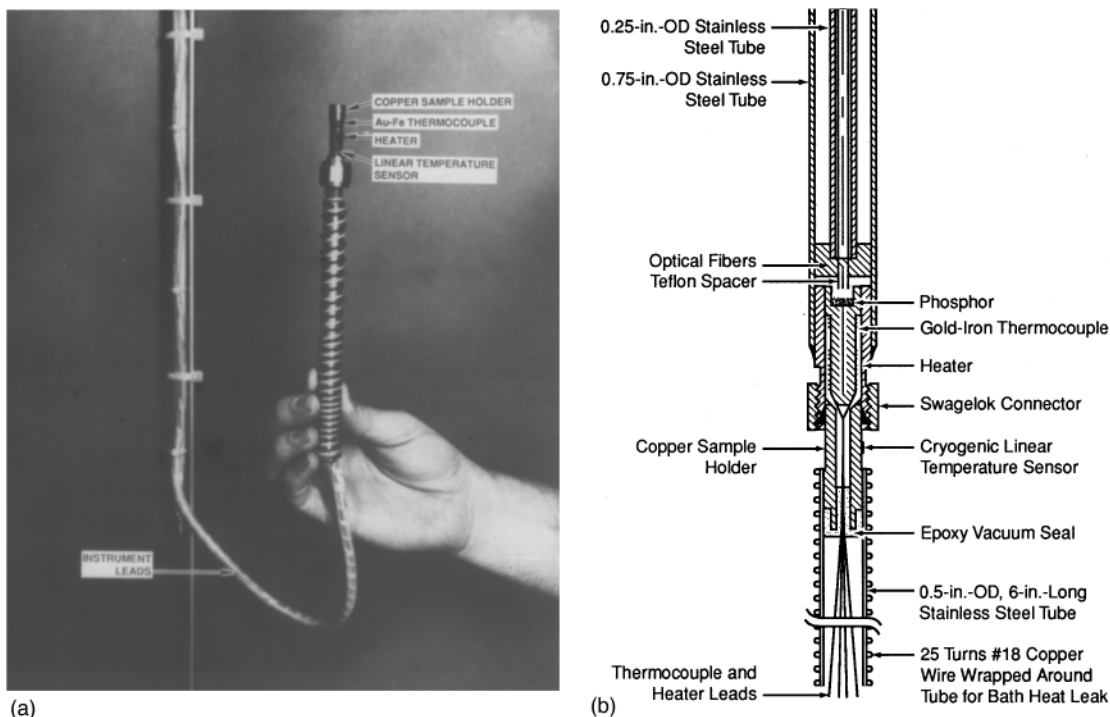 COPPER SAMPLE HOLDER
Au-Fe THERMOCOUPLE
HEATER
LINEAR TEMPERATURE
SENSOR
INSTRUMENT
LEADS
(a)
0.25-in.-OD Stainless
Steel Tube
0.75-in.-OD Stainless
Steel Tube
Optical Fibers
Teflon Spacer
Phosphor
Gold-Iron Thermocouple
Heater
Swagelok Connector
Copper Sample
Holder
Cryogenic Linear
Temperature Sensor
Epoxy Vacuum Seal
0.5-in.-OD, 6-in.-Long
Stainless Steel Tube
Thermocouple and
Heater Leads
25 Turns #18 Copper
Wire Wrapped Around
Tube for Bath Heat Leak
(b)